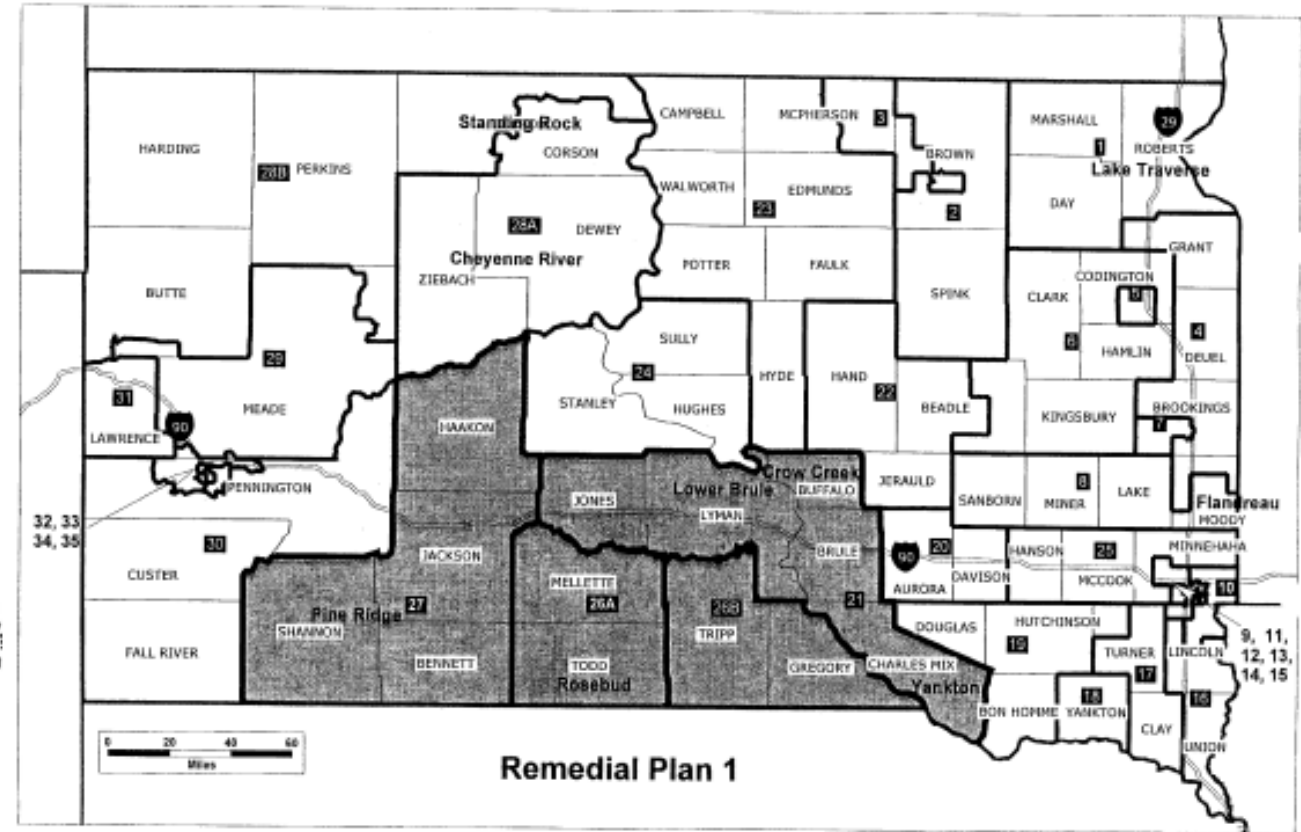 CAMPBELL
MCPHERSON
3
MARSHALL
29
Standing Rock
HARDING
CORSON
BROWN
1
ROBERTS
28B
PERKINS
Lake Traverse
WALWORTH
EDMUNDS
DAY
23
2
28A
DEWEY
GRANT
Cheyenne River
POTTER
FAULK
ZIEBACH
CODINGTON
BUTTE
SPINK
CLARK
5
SULLY
4
29
6
HAMLIN
DEUEL
24
HYDE
HAND
31
22
STANLEY
HUGHES
BEADLE
BROOKINGS
MEADE
KINGSBURY
7
HAAKON
90
LAWRENCE
Crow Creek
PENNINGTON
Lower Brule
BUFFALO
JERAULD
8
JONES
SANBORN
MINER
LAKE
Flandreau
LYMAN
MODDY
32, 33
34, 35
30
20
MINNEHAHA
JACKSON
BRULE
90
HANSON
25
CUSTER
MELLETTE
AURORA
DAVISON
MCCOOK
10
Pine Ridge
27
26A
26B
21
SHANNON
TRIPP
DOUGLAS
HUTCHINSON
9, 11,
12, 13,
14, 15
19
FALL RIVER
BENNETT
TODD
GREGORY
CHARLES MIX
TURNER
LINCOLN
Rosebud
Yankton
17
18
16
BON HOMME
YANKTON
CLAY
UNION
0 20 40 60
Miles
Remedial Plan 1